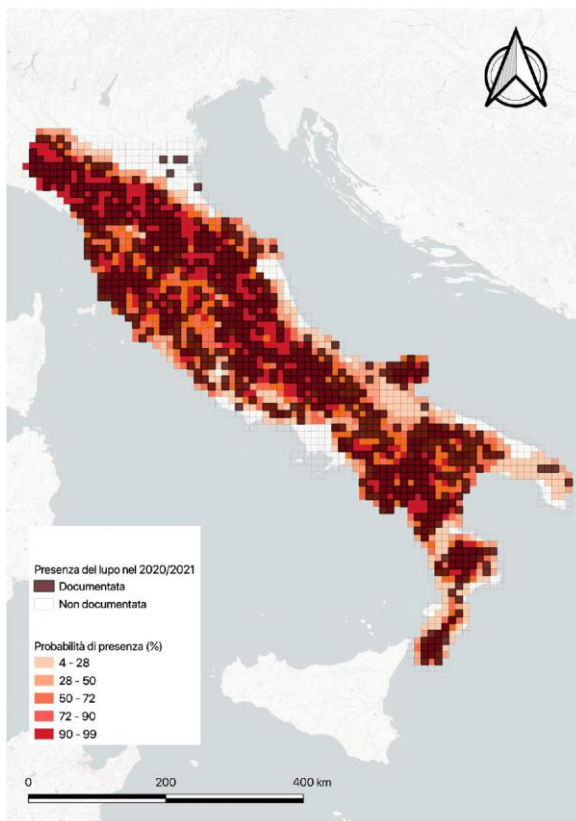 Presenza del lupo nel 2020/2021
Documentata
Non documentata
Probabilità di presenza (%)
4 - 28
28 - 50
50 - 72
72 - 90
90 - 99
0 200 400 km